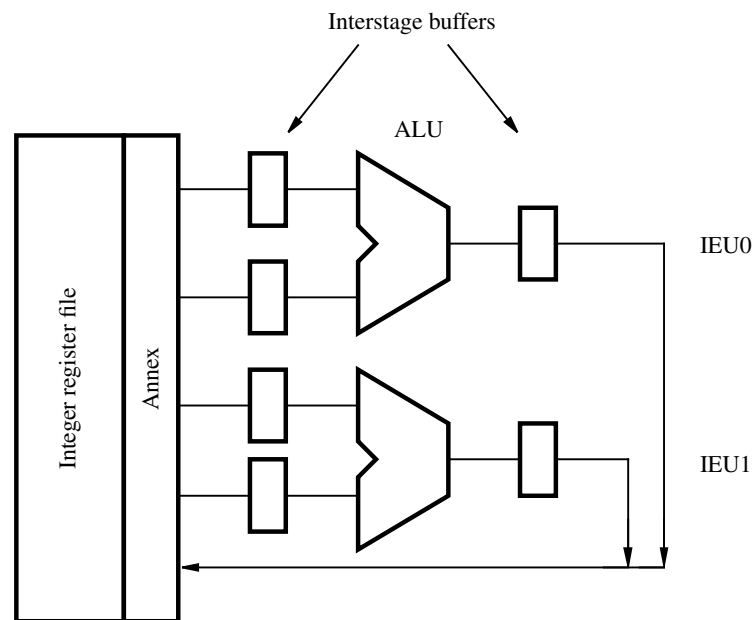 Interstage buffers
ALU
IEU0
Integer register file
Annex
IEU1